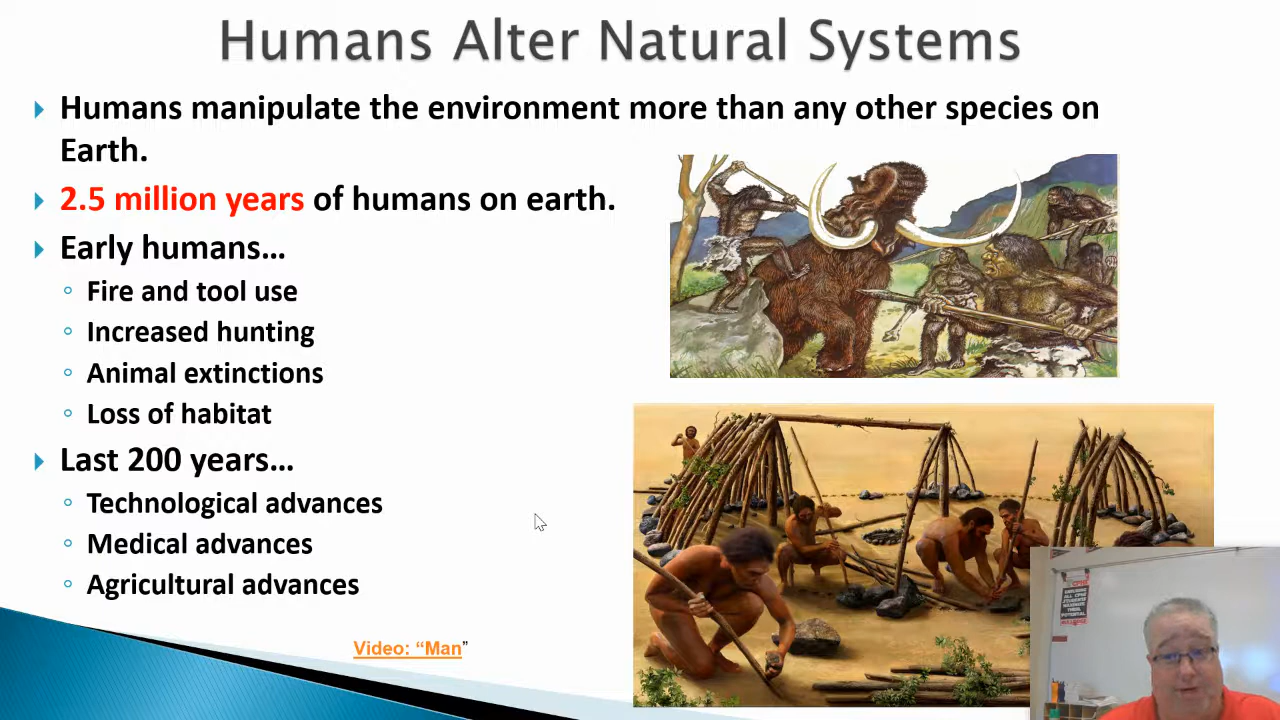 Humans Alter Natural Systems
Humans manipulate the environment more than any other species on
Earth.
2.5 million years of humans on earth.
Early humans…
Fire and tool use
Increased hunting
Animal extinctions
Loss of habitat
Last 200 years…
Technological advances
Medical advances
Agricultural advances
Video: “Man”